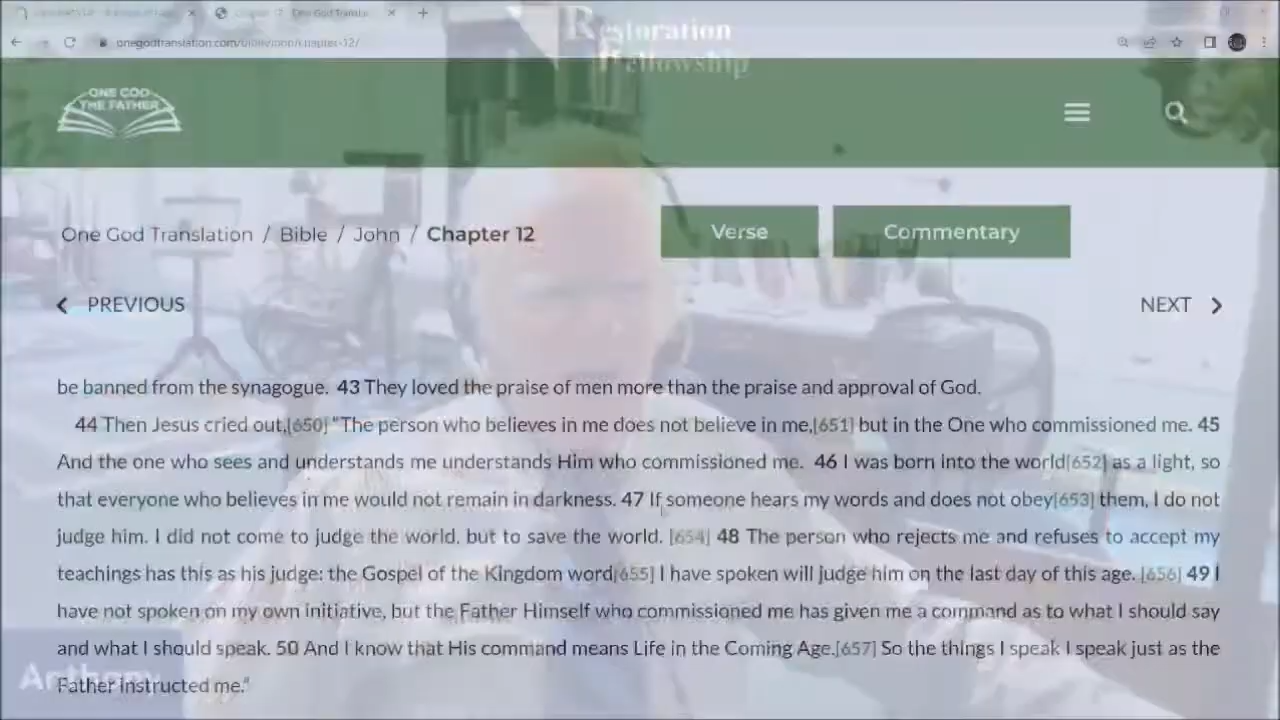 Chapter 12 - One God Translat
Restoration
Fellowship
onegodtranslation.com/bible/john/chapter-12/
ONE GOD
THE FATHER
One God Translation / Bible / John / Chapter 12
Verse
Commentary
PREVIOUS
NEXT
be banned from the synagogue. 43 They loved the praise of men more than the praise and approval of God.
44 Then Jesus cried out,[650] "The person who believes in me does not believe in me,[651] but in the One who commissioned me. 45
And the one who sees and understands me understands Him who commissioned me. 46 I was born into the world[652] as a light, so
that everyone who believes in me would not remain in darkness. 47 If someone hears my words and does not obey[653] them, I do not
judge him. I did not come to judge the world, but to save the world. [654] 48 The person who rejects me and refuses to accept my
teachings has this as his judge: the Gospel of the Kingdom word[655] I have spoken will judge him on the last day of this age. [656] 49 I
have not spoken on my own initiative, but the Father Himself who commissioned me has given me a command as to what I should say
and what I should speak. 50 And I know that His command means Life in the Coming Age.[657] So the things I speak I speak just as the
Father instructed me."
Anthony